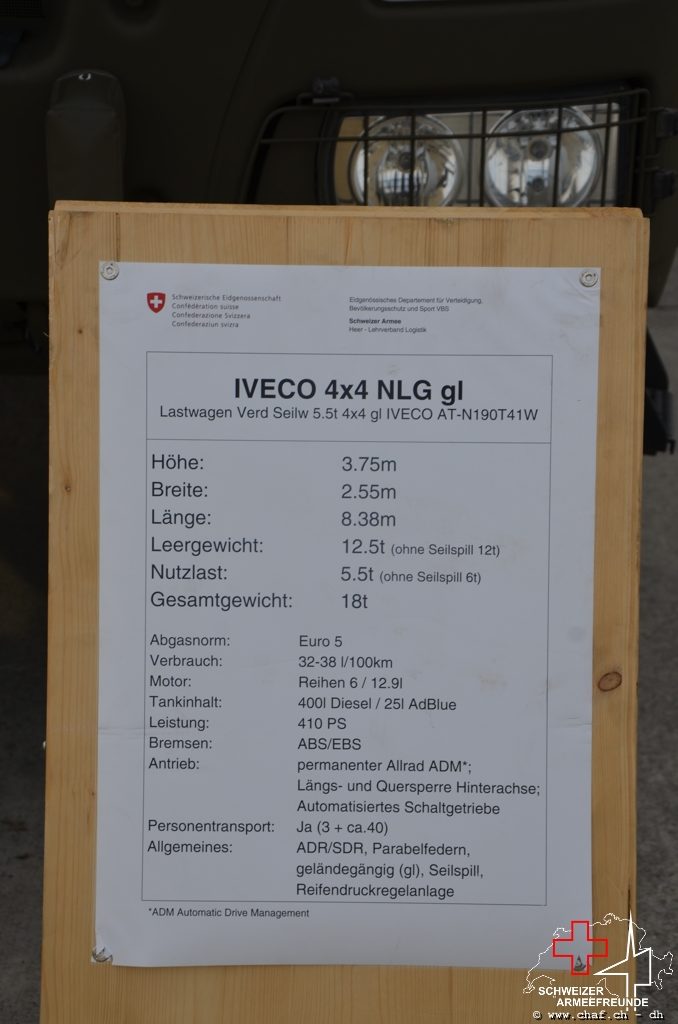 Schweizerische Eidgenossenschaft
Confédération suisse
Confederazione Svizzera
Confederaziun svizra
Eidgenössisches Departement für Verteidigung,
Bevölkerungsschutz und Sport VBS
Schweizer Armee
Heer - Lehrverband Logistik
IVECO 4x4 NLG gl
Lastwagen Verd Seilw 5.5t 4x4 gl IVECO AT-N190T41W
Höhe: 3.75m
Breite: 2.55m
Länge: 8.38m
Leergewicht: 12.5t (ohne Seilspill 12t)
Nutzlast: 5.5t (ohne Seilspill 6t)
Gesamtgewicht: 18t
Abgasnorm: Euro 5
Verbrauch: 32-38 l/100km
Motor: Reihen 6 / 12.9l
Tankinhalt: 400l Diesel / 25l AdBlue
Leistung: 410 PS
Bremsen: ABS/EBS
Antrieb: permanenter Allrad ADM*;
Längs- und Quersperre Hinterachse;
Automatisiertes Schaltgetriebe
Personentransport: Ja (3 + ca.40)
Allgemeines: ADR/SDR, Parabelfedern,
geländegängig (gl), Seilspill,
Reifendruckregelanlage
*ADM Automatic Drive Management
SCHWEIZER
ARMEEFREUNDE
© www.chaf.ch - dh